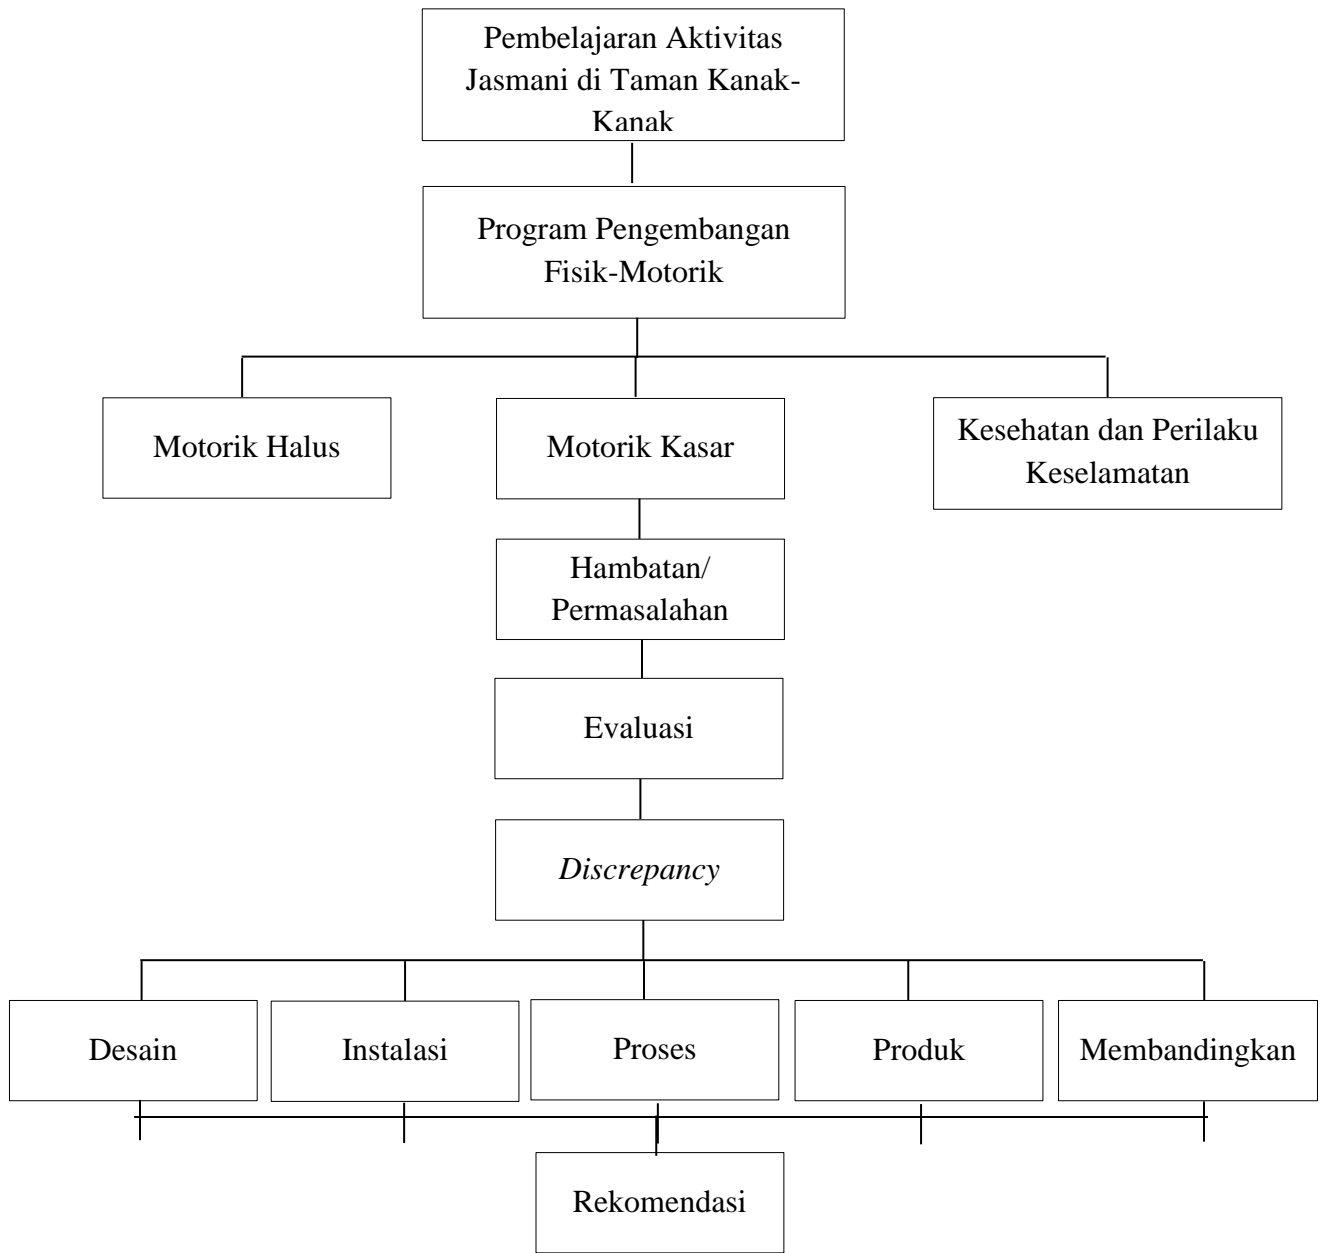 Pembelajaran Aktivitas
Jasmani di Taman Kanak-
Kanak
Program Pengembangan
Fisik-Motorik
Motorik Halus
Motorik Kasar
Kesehatan dan Perilaku
Keselamatan
Hambatan/
Permasalahan
Evaluasi
Discrepancy
Desain
Instalasi
Proses
Produk
Membandingkan
Rekomendasi